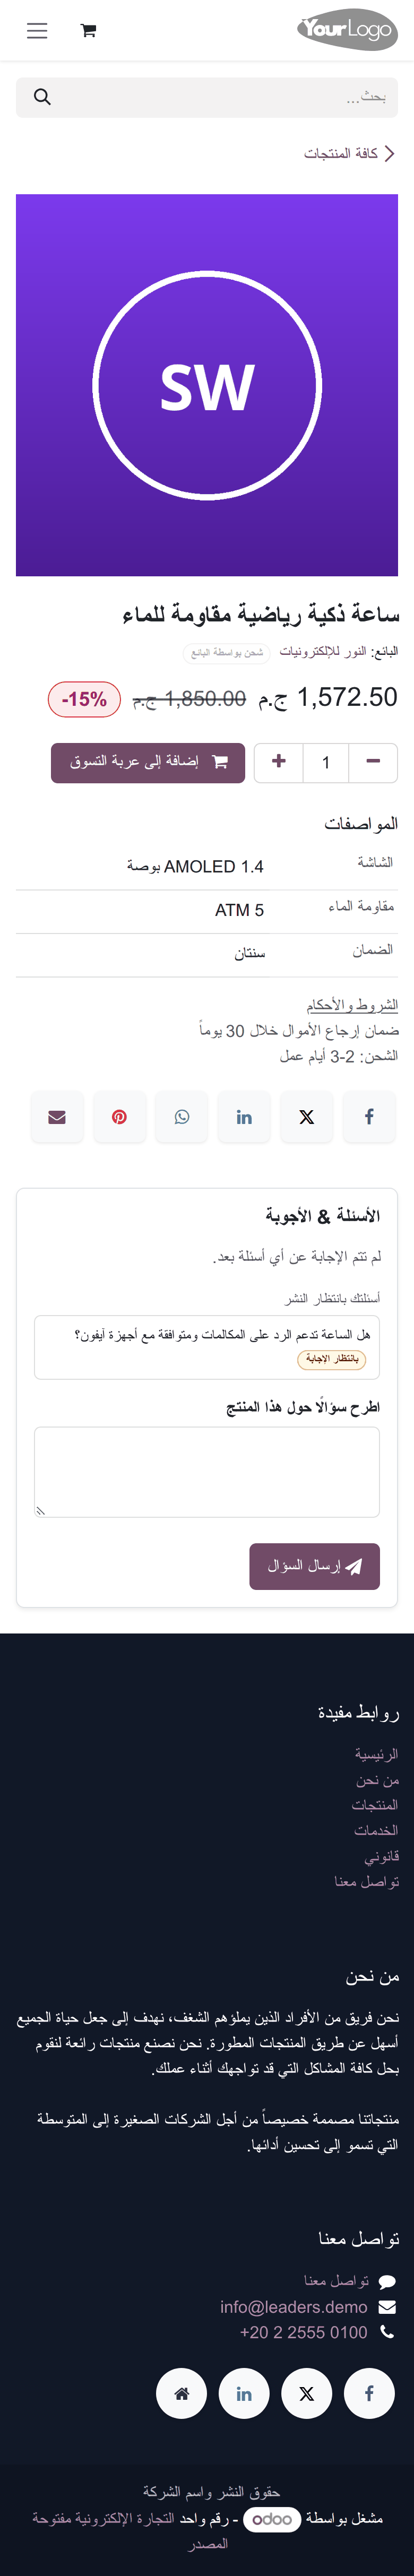 YourLogo
بحث...
كافة المنتجات
SW
ساعة ذكية رياضية مقاومة للماء
البائع: النور للإلكترونيات شحن بواسطة البائع
1,572.50 ج.م 1,850.00 ج.م -15%
1 إضافة إلى عربة التسوق
المواصفات
الشاشة AMOLED 1.4 بوصة
مقاومة الماء 5 ATM
الضمان سنتان
الشروط والأحكام
ضمان إرجاع الأموال خلال 30 يوماً
الشحن: 2-3 أيام عمل
الأسئلة & الأجوبة
لم تتم الإجابة عن أي أسئلة بعد.
أسئلتك بانتظار النشر
هل الساعة تدعم الرد على المكالمات ومتوافقة مع أجهزة آيفون؟
بانتظار الإجابة
اطرح سؤالًا حول هذا المنتج
إرسال السؤال
روابط مفيدة
الرئيسية
من نحن
المنتجات
الخدمات
قانوني
تواصل معنا
من نحن
نحن فريق من الأفراد الذين يملؤهم الشغف، نهدف إلى جعل حياة الجميع
أسهل عن طريق المنتجات المطورة. نحن نصنع منتجات رائعة لنقوم
بحل كافة المشاكل التي قد تواجهك أثناء عملك.
منتجاتنا مصممة خصيصاً من أجل الشركات الصغيرة إلى المتوسطة
التي تسمو إلى تحسين أدائها.
تواصل معنا
تواصل معنا
info@leaders.demo
+20 2 2555 0100
حقوق النشر واسم الشركة
مشغل بواسطة odoo - رقم واحد التجارة الإلكترونية مفتوحة
المصدر